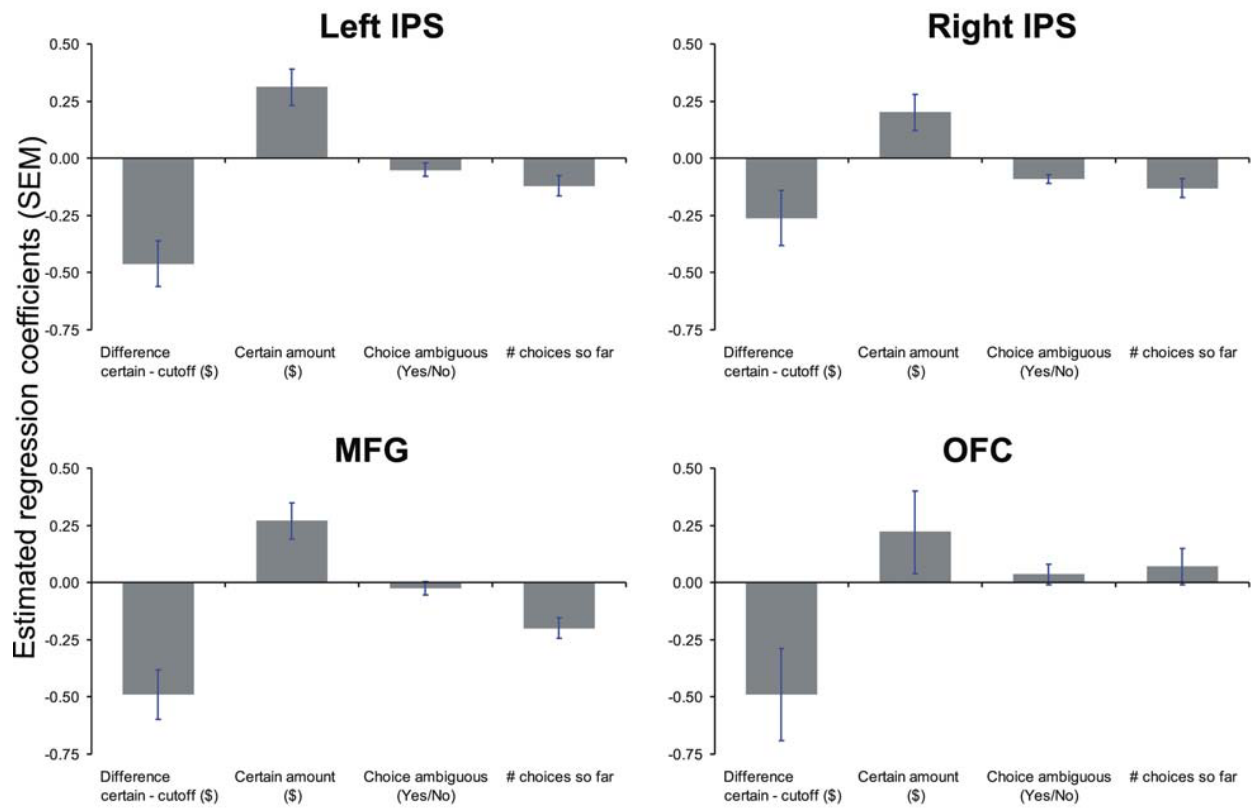 Estimated regression coefficients (SEM)
Left IPS
0.50
0.25
0.00
-0.25
-0.50
-0.75
Difference certain - cutoff ($)
Certain amount ($)
Choice ambiguous (Yes/No)
# choices so far
Right IPS
0.50
0.25
0.00
-0.25
-0.50
-0.75
Difference certain - cutoff ($)
Certain amount ($)
Choice ambiguous (Yes/No)
# choices so far
MFG
0.50
0.25
0.00
-0.25
-0.50
-0.75
Difference certain - cutoff ($)
Certain amount ($)
Choice ambiguous (Yes/No)
# choices so far
OFC
0.50
0.25
0.00
-0.25
-0.50
-0.75
Difference certain - cutoff ($)
Certain amount ($)
Choice ambiguous (Yes/No)
# choices so far